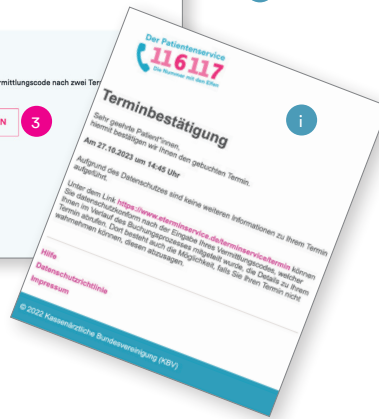 rmittlungscode nach zwei Ter
N
3
i
Der Patientenservice
116117
Die Nummer mit den Elfen
Terminbestätigung
Sehr geehrte Patient*innen,
hiermit bestätigen wir Ihnen den gebuchten Termin.
Am 27.10.2023 um 14:45 Uhr
Aufgrund des Datenschutzes sind keine weiteren Informationen zu Ihrem Termin
aufgeführt.
Unter dem Link https://www.eterminservice.de/terminservice/termin können
Sie datenschutzkonform nach der Eingabe Ihres Vermittlungscodes, welcher
Ihnen im Verlauf des Buchungsprozesses mitgeteilt wurde, die Details zu Ihrem
Termin abrufen. Dort besteht auch die Möglichkeit, falls Sie Ihren Termin nicht
wahrnehmen können, diesen abzusagen.
Hilfe
Datenschutzrichtlinie
Impressum
© 2022 Kassenärztliche Bundesvereinigung (KBV)